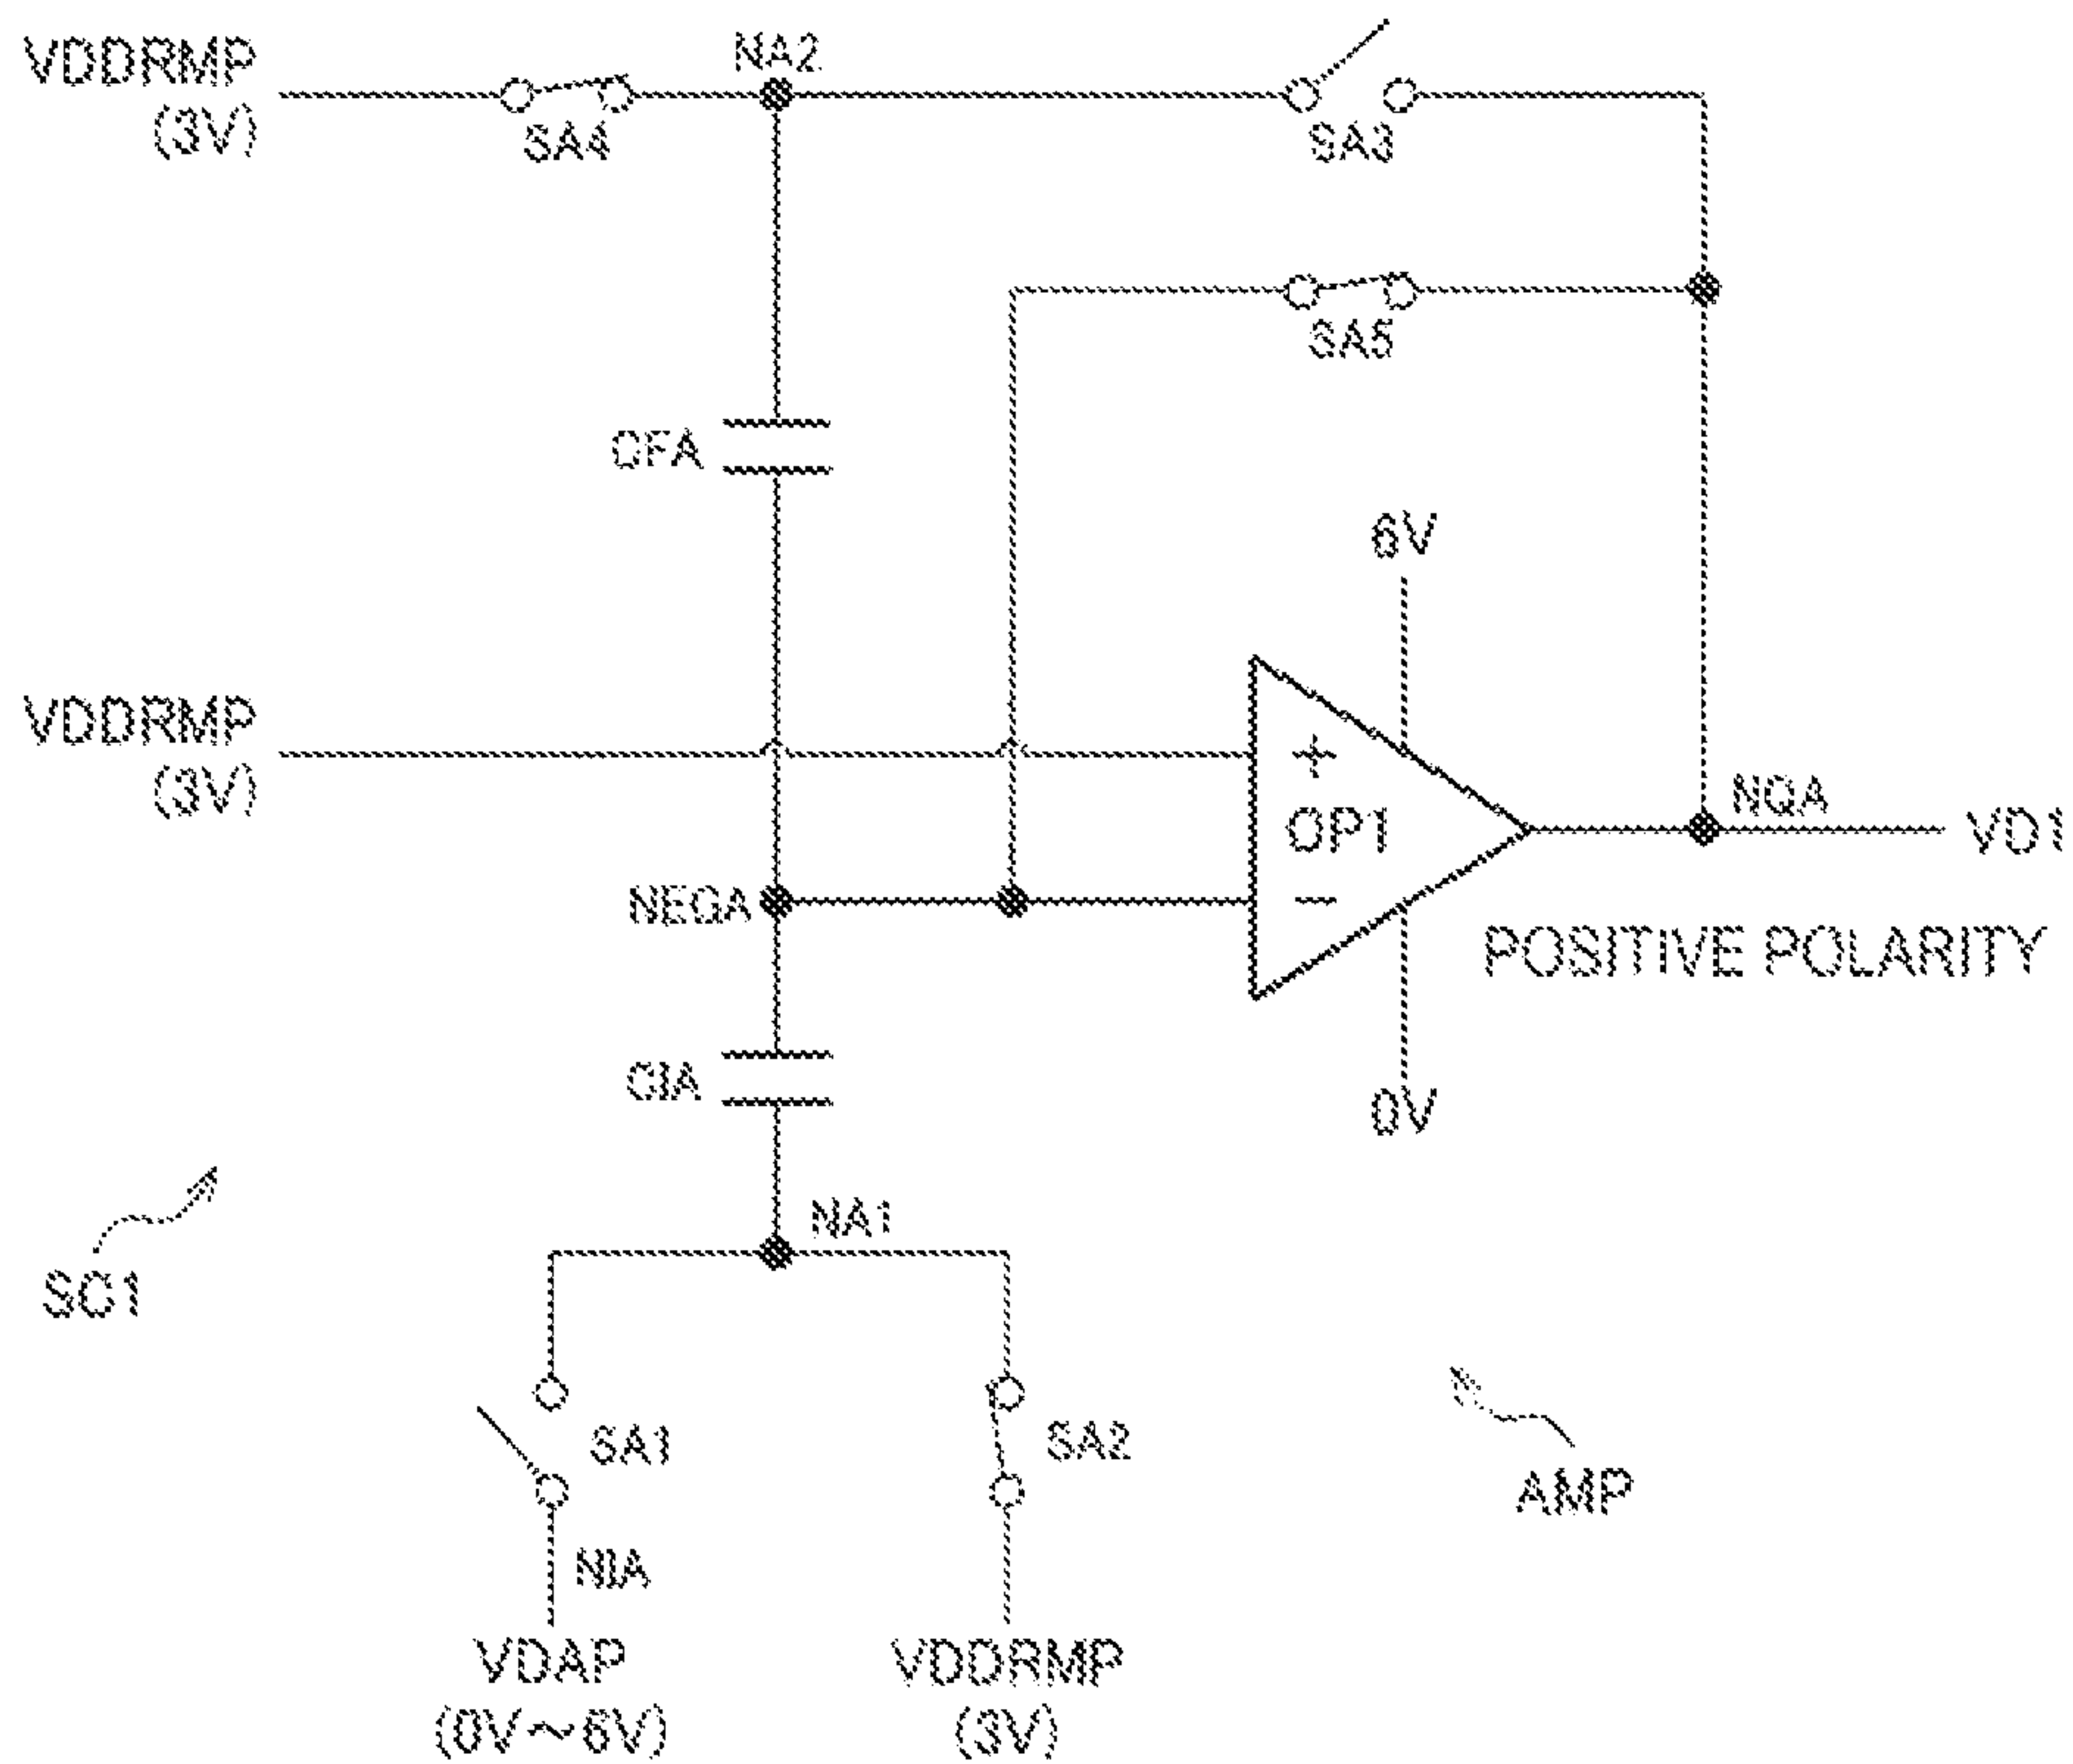 VDDRMP
(3V)
NA2
SA4
SA3
SA5
CFA
6V
VDDRMP
(3V)
+
OP1
−
NQA
VD1
NEGA
POSITIVE POLARITY
CIA
0V
NA1
SC1
SA1
SA2
AMP
NIA
VDAP
(0V~6V)
VDDRMP
(3V)